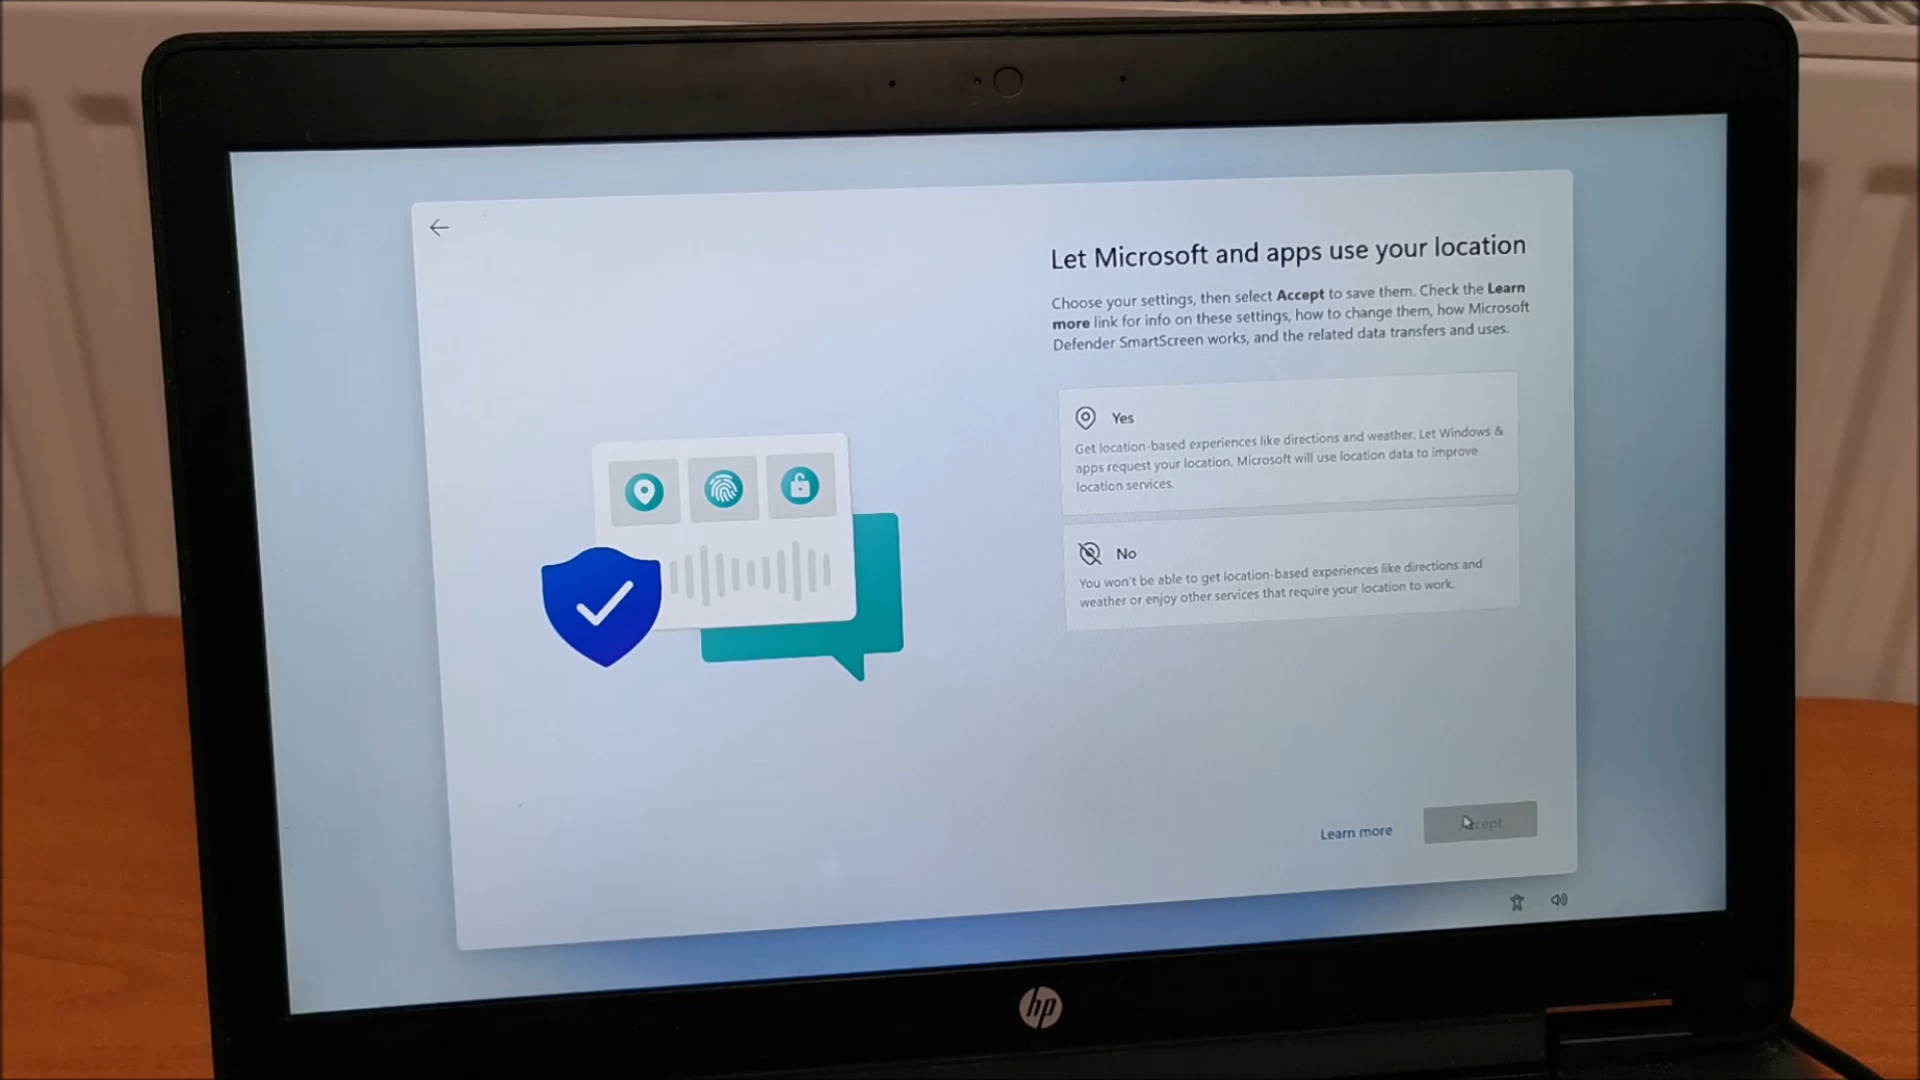 Let Microsoft and apps use your location
Choose your settings, then select Accept to save them. Check the Learn
more link for info on these settings, how to change them, how Microsoft
Defender SmartScreen works, and the related data transfers and uses.
Yes
Get location-based experiences like directions and weather. Let Windows &
apps request your location. Microsoft will use location data to improve
location services.
No
You won't be able to get location-based experiences like directions and
weather or enjoy other services that require your location to work.
Learn more
Accept
hp